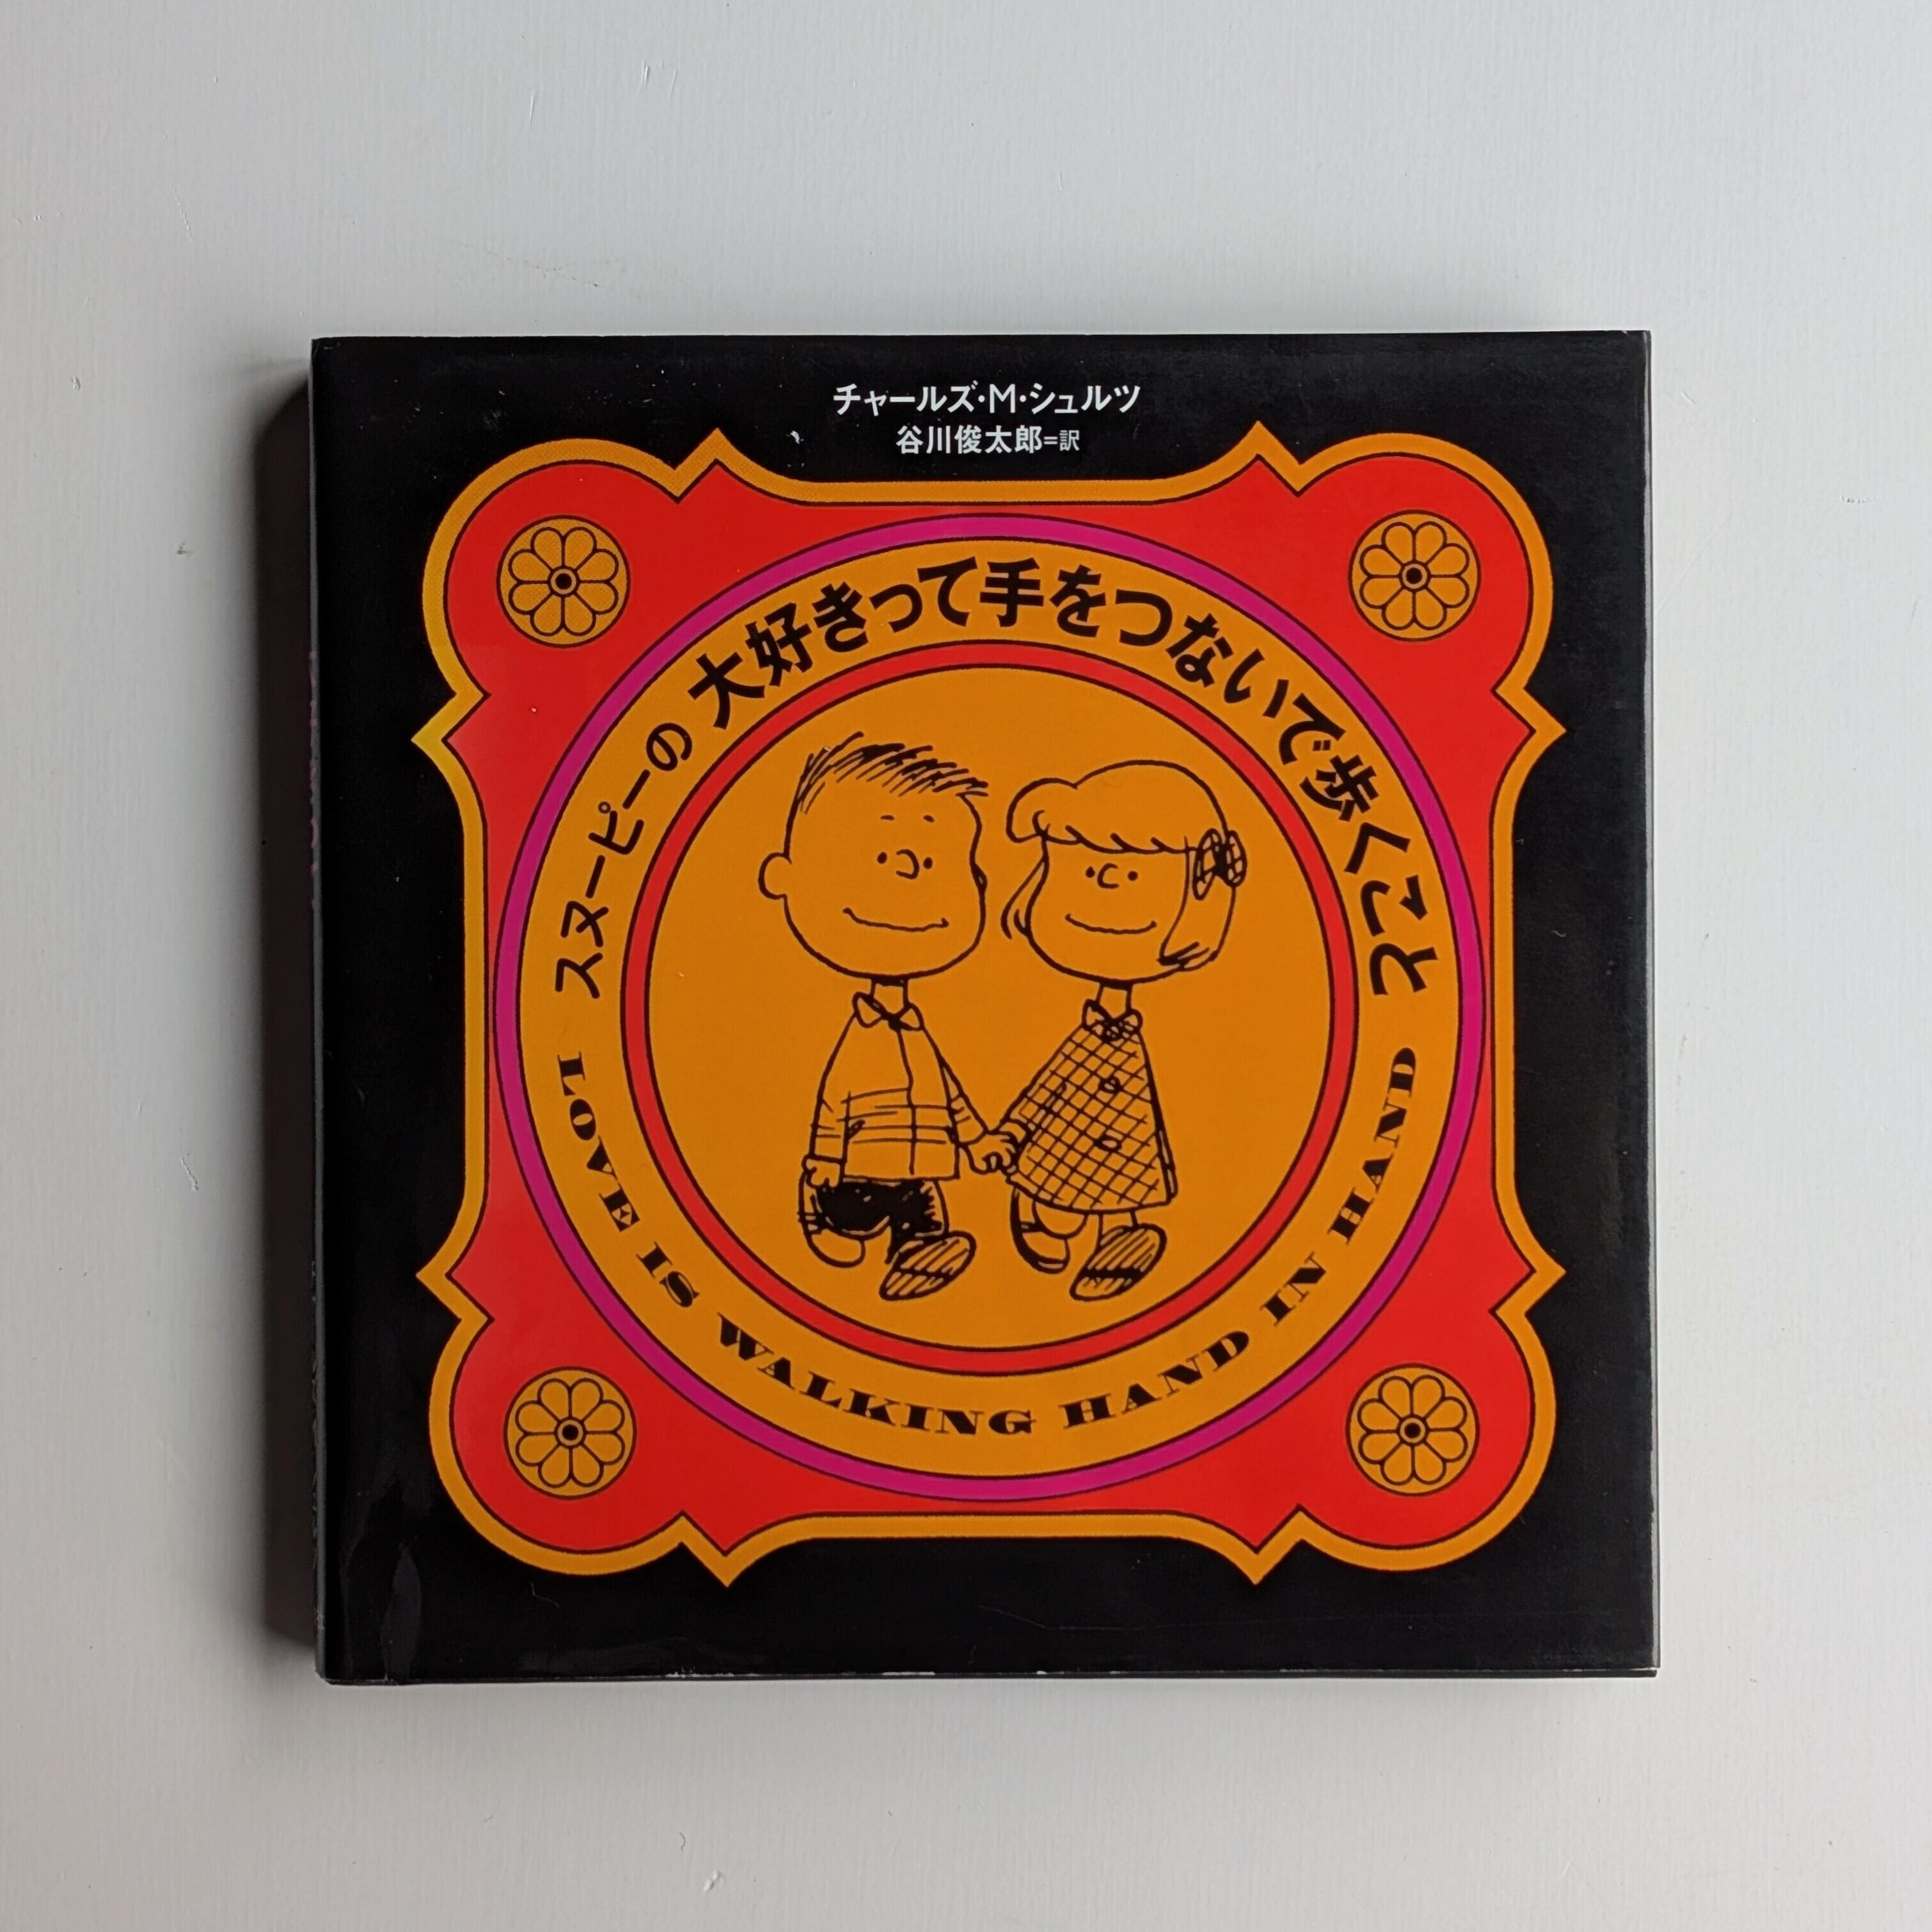 チャールズ・M・シュルツ
谷川俊太郎=訳
スヌーピーの 大好きって手をつないで歩くこと
LOVE IS WALKING HAND IN HAND